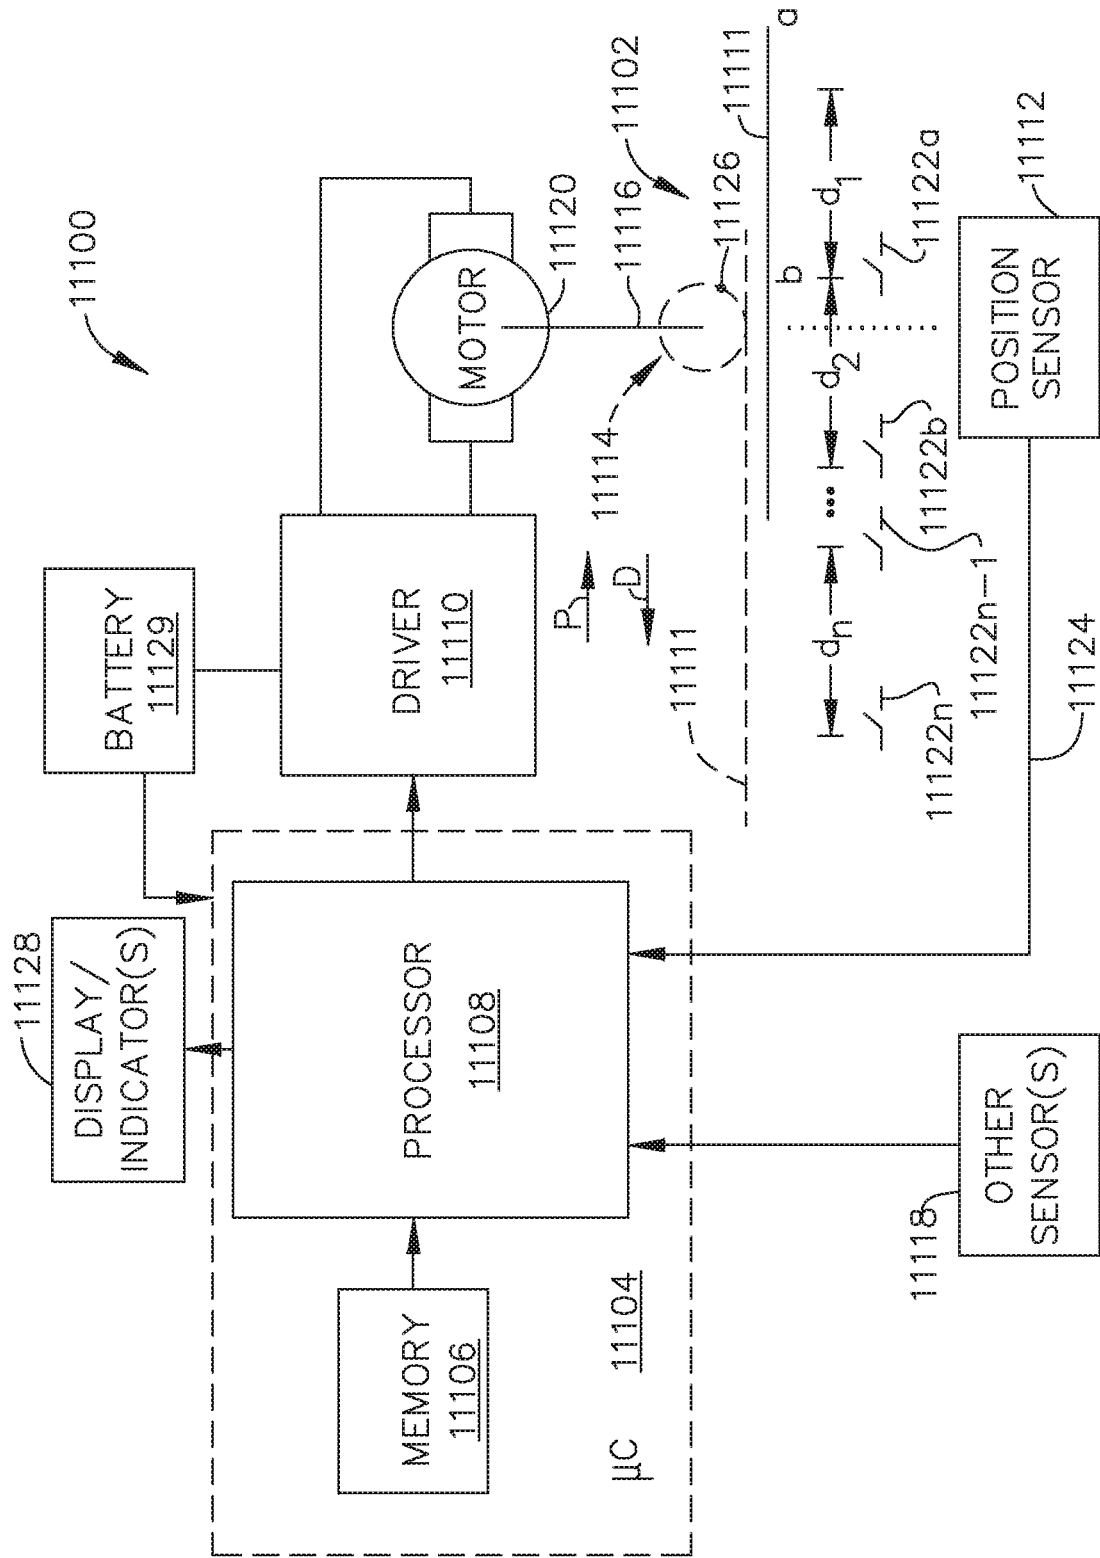 11100
DISPLAY/
INDICATOR(S)
11128
BATTERY
11129
MEMORY
11106
PROCESSOR
11108
DRIVER
11110
MOTOR
11120
µC
11104
P
D
11114
11116
11102
11126
11111
11111
a
b
dn
...
d2
d1
11122n
11122n-1
11122b
11122a
11118
OTHER
SENSOR(S)
11124
POSITION
SENSOR
11112